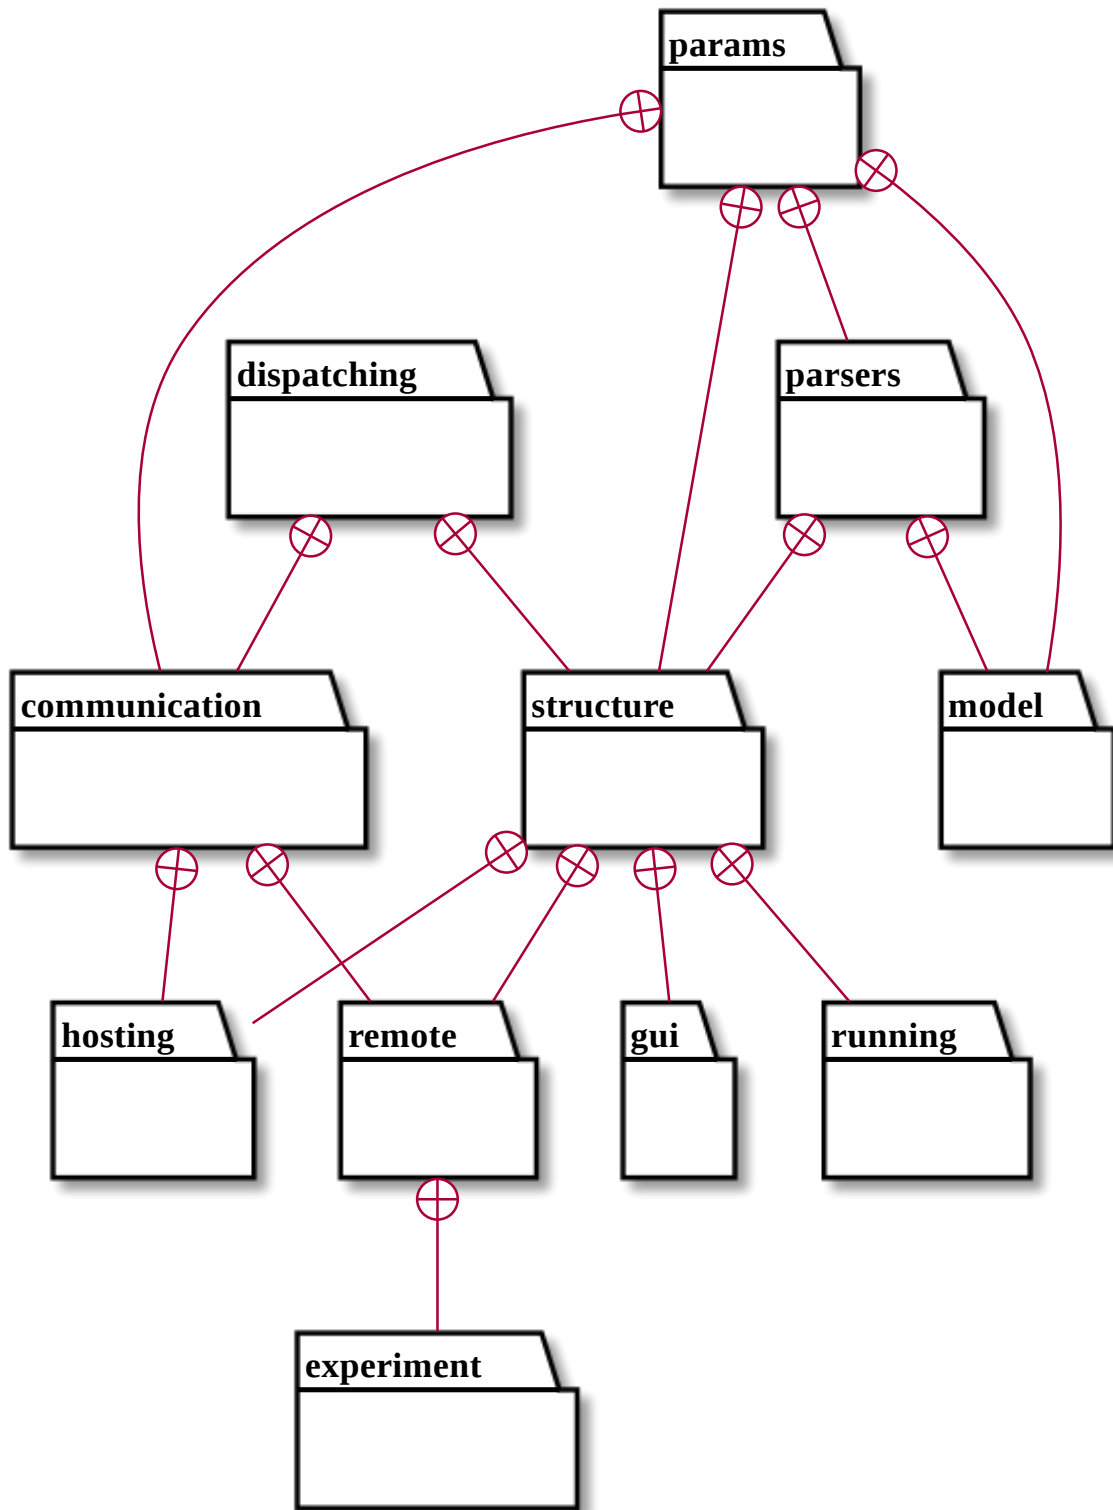 params
dispatching
parsers
communication
structure
model
hosting
remote
gui
running
experiment